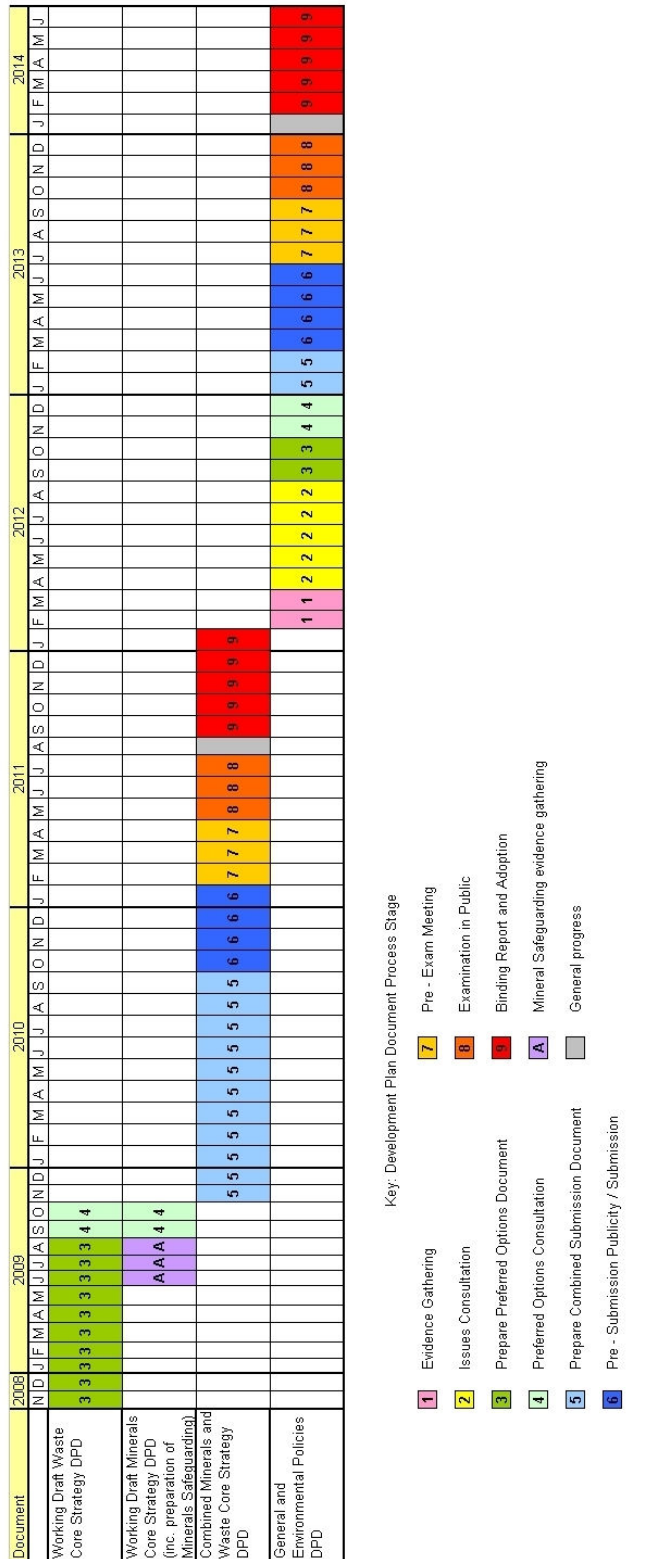 Document 2008 2009 2010 2011 2012 2013 2014
N D J F M A M J J A S O N D J F M A M J J A S O N D J F M A M J J A S O N D J F M A M J J A S O N D J F M A M J J A S O N D J F M A M J
Working Draft Waste
Core Strategy DPD
3 3 3 3 3 3 3 3 3 3 4 4
Working Draft Minerals
Core Strategy DPD
(inc. preparation of
Minerals Safeguarding)
A A A 4 4
Combined Minerals and
Waste Core Strategy
DPD
5 5 5 5 5 5 5 5 5 5 5 6 6 6 6 7 7 7 8 8 8 9 9 9 9 9
General and
Environmental Policies
DPD
1 1 2 2 2 2 2 3 3 4 4 5 5 6 6 6 6 7 7 7 8 8 8 9 9 9 9 9
Key: Development Plan Document Process Stage
1 Evidence Gathering
2 Issues Consultation
3 Prepare Preferred Options Document
4 Preferred Options Consultation
5 Prepare Combined Submission Document
6 Pre - Submission Publicity / Submission
7 Pre - Exam Meeting
8 Examination in Public
9 Binding Report and Adoption
A Mineral Safeguarding evidence gathering
General progress